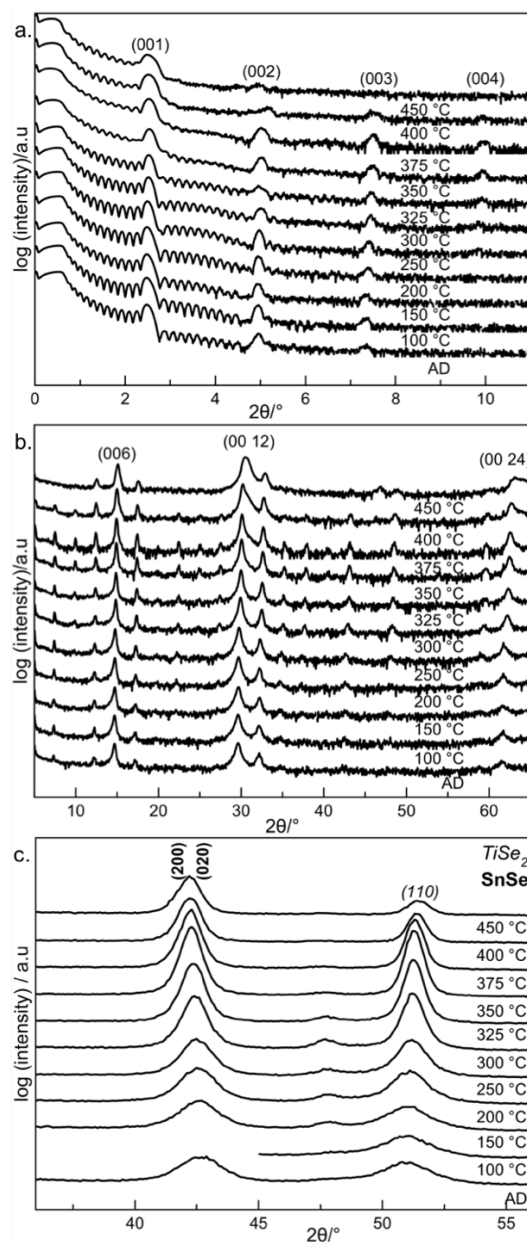 a.
(001)
(002)
(003)
(004)
450 °C
400 °C
375 °C
350 °C
325 °C
300 °C
250 °C
200 °C
150 °C
100 °C
AD
log (intensity)/a.u
0 2 4 6 8 10
2θ/°
b.
(006)
(00 12)
(00 24)
450 °C
400 °C
375 °C
350 °C
325 °C
300 °C
250 °C
200 °C
150 °C
100 °C
AD
log (intensity)/a.u
10 20 30 40 50 60
2θ/°
c.
(200)
(020)
TiSe2
SnSe
(110)
450 °C
400 °C
375 °C
350 °C
325 °C
300 °C
250 °C
200 °C
150 °C
100 °C
AD
log (intensity) / a.u
40 45 50 55
2θ/°